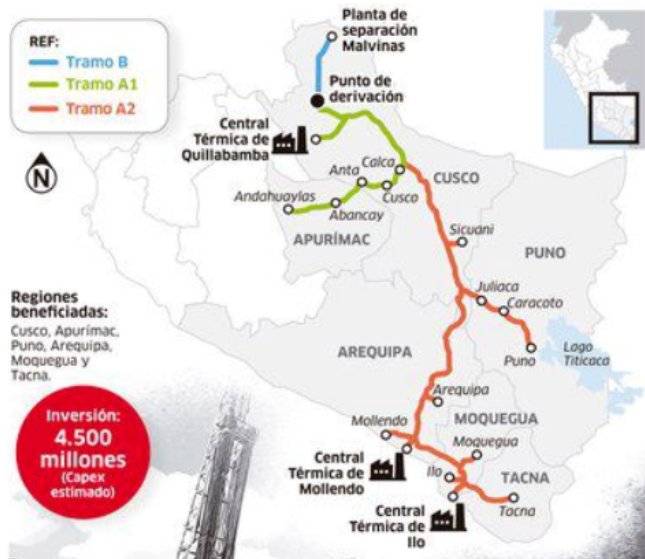 REF:
Tramo B
Tramo A1
Tramo A2
Planta de
separación
Malvinas
Punto de
derivación
Central
Térmica de
Quillabamba
N
Calca
Anta
Cusco
Andahuaylas
Abancay
CUSCO
APURÍMAC
Sicuani
PUNO
Juliaca
Caracoto
Puno
Lago
Titicaca
Regiones
beneficiadas:
Cusco, Apurímac,
Puno, Arequipa,
Moquegua y
Tacna.
AREQUIPA
Arequipa
Inversión:
4.500
millones
(Capex
estimado)
Mollendo
MOQUEGUA
Moquegua
Central
Térmica de
Mollendo
Ilo
TACNA
Tacna
Central
Térmica de
Ilo